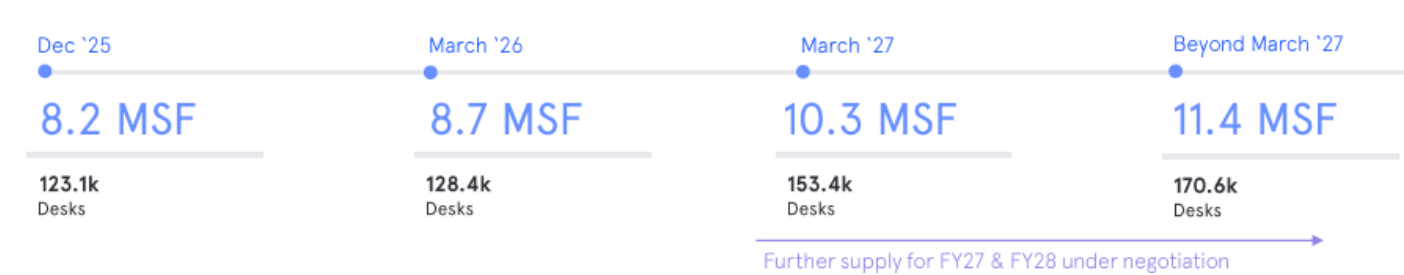 Dec `25
March `26
March `27
Beyond March `27
8.2 MSF
8.7 MSF
10.3 MSF
11.4 MSF
123.1k
Desks
128.4k
Desks
153.4k
Desks
170.6k
Desks
Further supply for FY27 & FY28 under negotiation